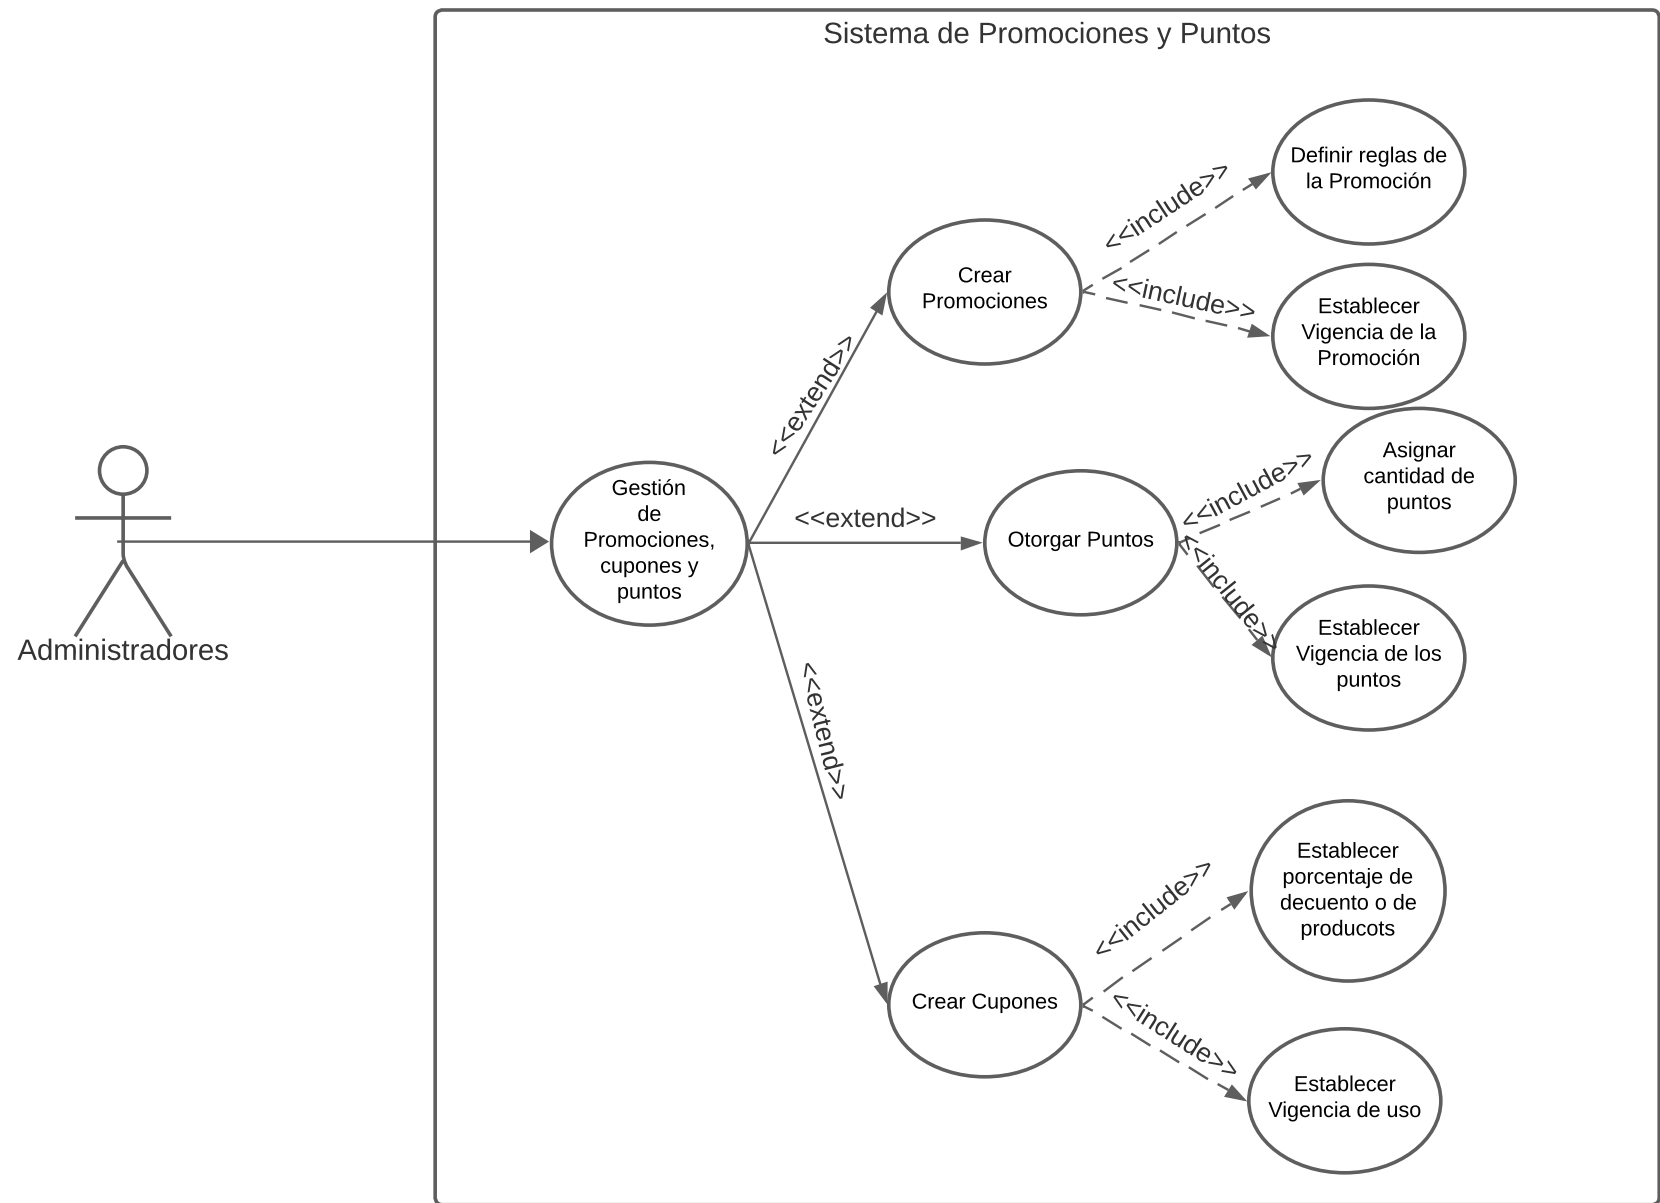 Sistema de Promociones y Puntos
Definir reglas de
la Promoción
<<include>>
Crear
Promociones
<<include>>
Establecer
Vigencia de la
Promoción
<<extend>>
Asignar
cantidad de
puntos
<<include>>
Gestión
de
Promociones,
cupones y
puntos
<<extend>>
Otorgar Puntos
<<include>>
Establecer
Vigencia de los
puntos
Administradores
<<extend>>
Establecer
porcentaje de
decuento o de
producots
<<include>>
Crear Cupones
<<include>>
Establecer
Vigencia de uso